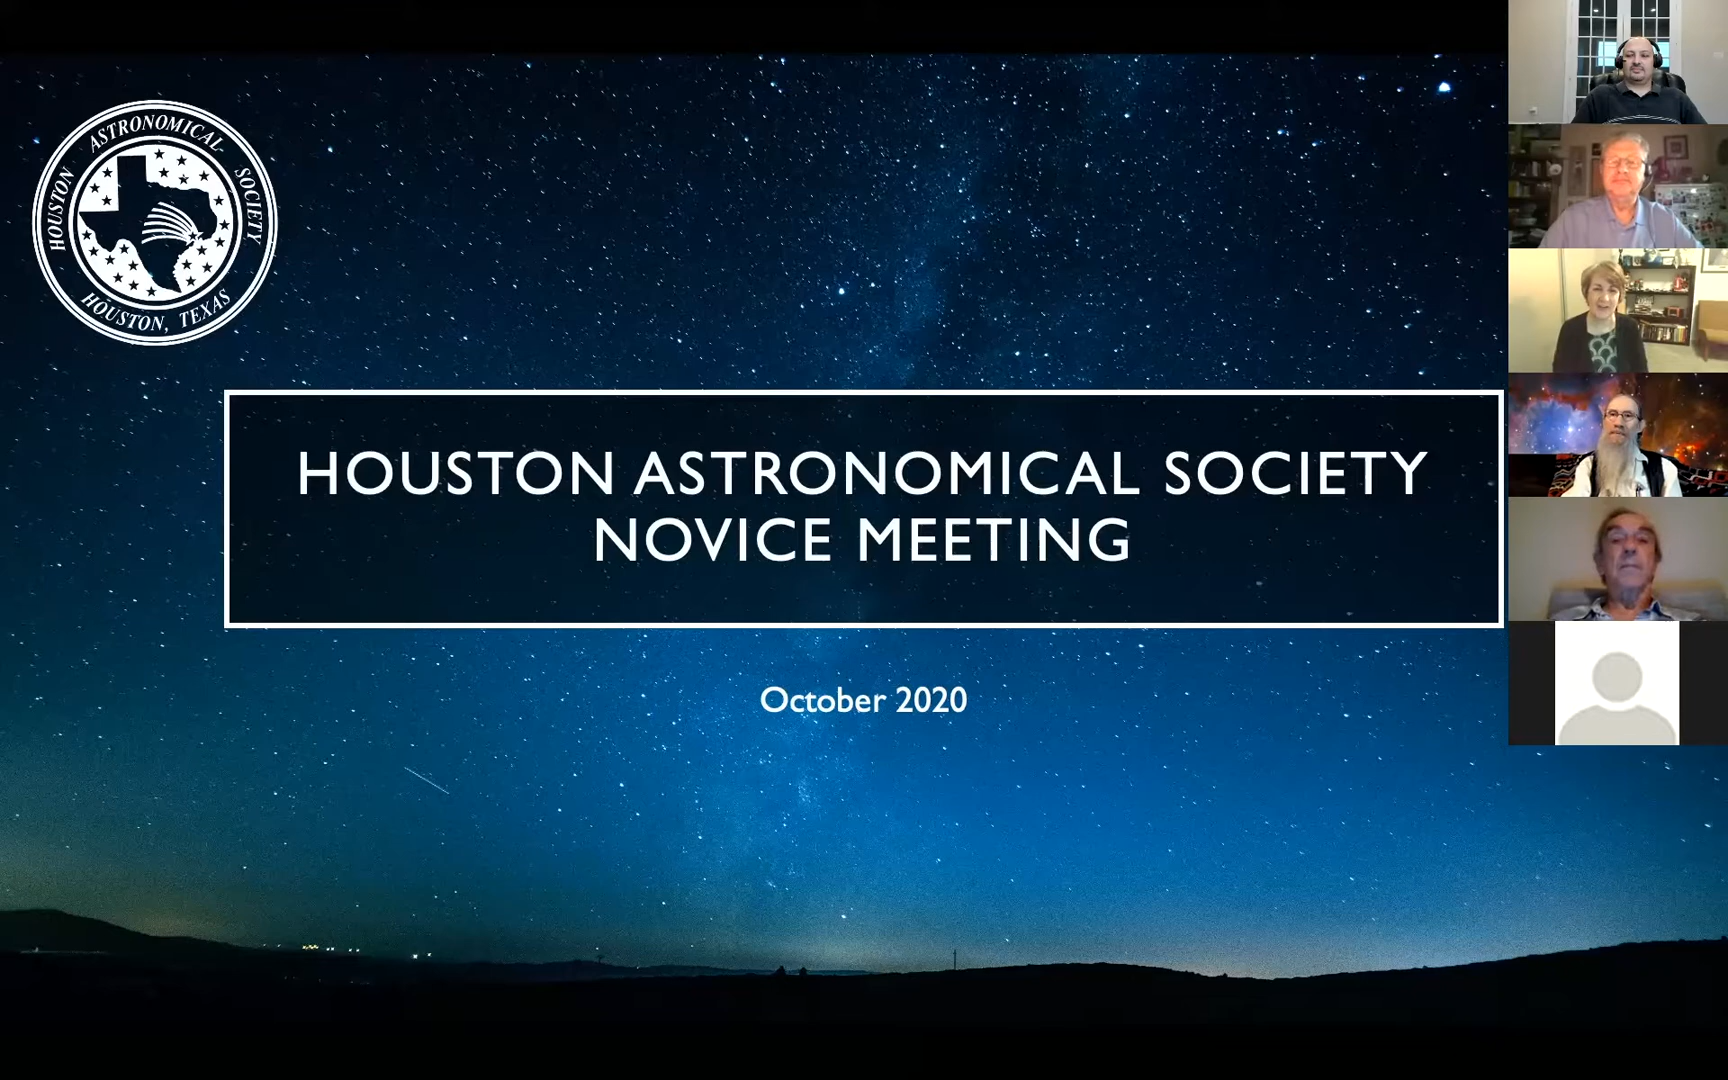 HOUSTON ASTRONOMICAL SOCIETY
HOUSTON, TEXAS
HOUSTON ASTRONOMICAL SOCIETY
NOVICE MEETING
October 2020